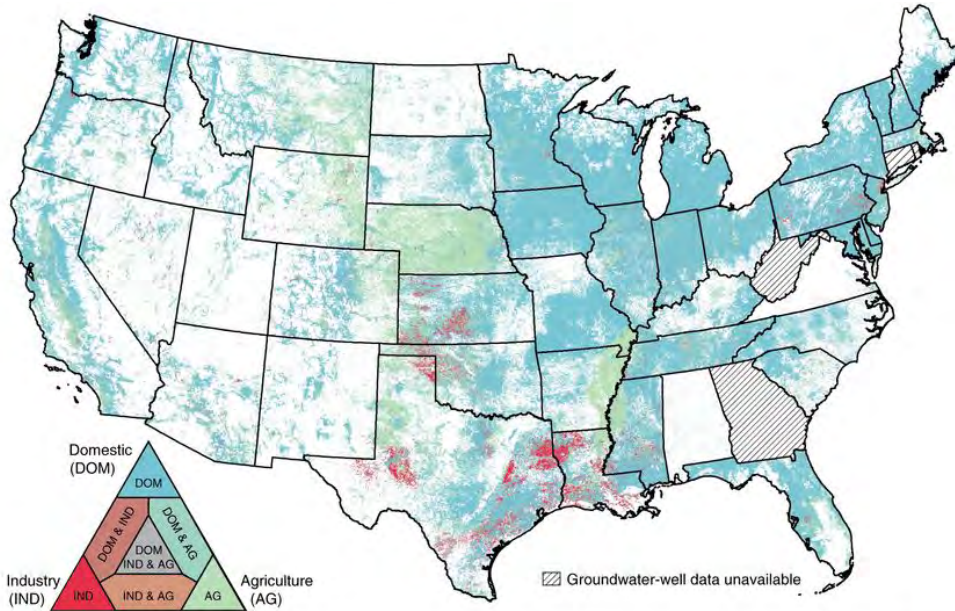 Domestic
(DOM)
DOM
DOM & IND
DOM & AG
DOM
IND & AG
Industry
(IND)
IND
IND & AG
AG
Agriculture
(AG)
Groundwater-well data unavailable